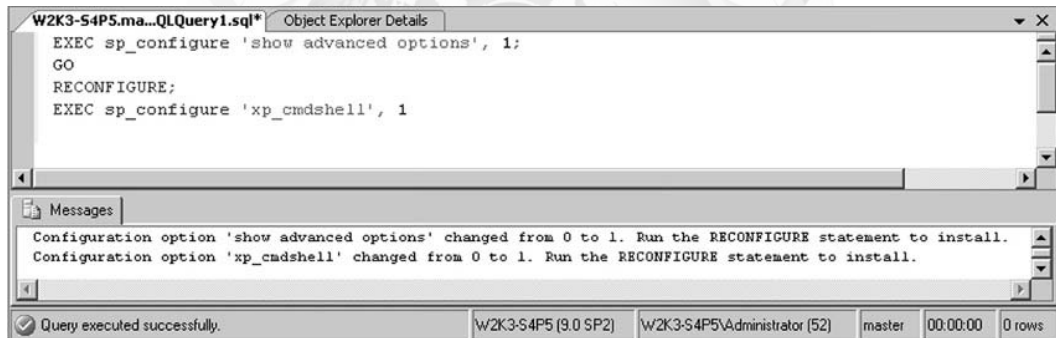 W2K3-S4P5.ma...QLQuery1.sql* Object Explorer Details
EXEC sp_configure 'show advanced options', 1;
GO
RECONFIGURE;
EXEC sp_configure 'xp_cmdshell', 1
Messages
Configuration option 'show advanced options' changed from 0 to 1. Run the RECONFIGURE statement to install.
Configuration option 'xp_cmdshell' changed from 0 to 1. Run the RECONFIGURE statement to install.
Query executed successfully. W2K3-S4P5 (9.0 SP2) W2K3-S4P5\Administrator (52) master 00:00:00 0 rows